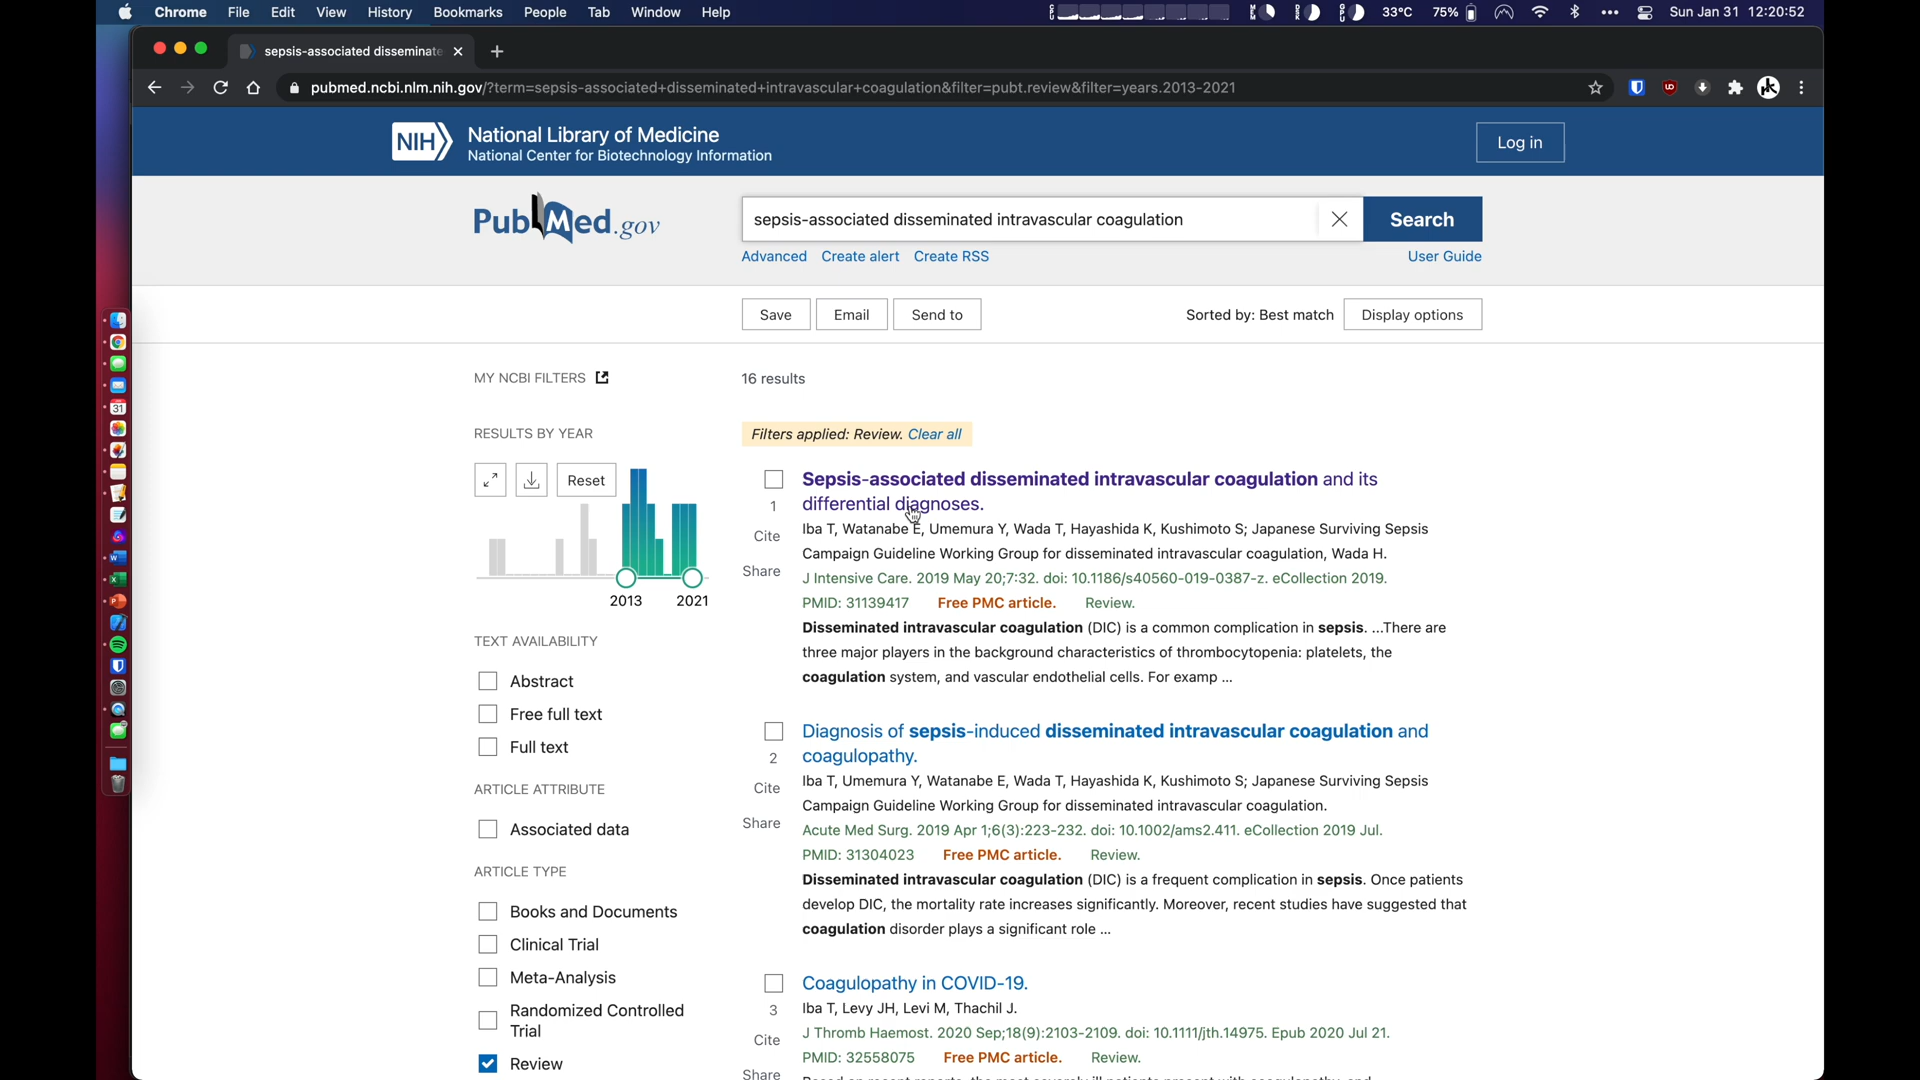 Chrome File Edit View History Bookmarks People Tab Window Help 33°C 75% Sun Jan 31 12:20:52
sepsis-associated disseminate
pubmed.ncbi.nlm.nih.gov/?term=sepsis-associated+disseminated+intravascular+coagulation&filter=pubt.review&filter=years.2013-2021
NIH National Library of Medicine
National Center for Biotechnology Information
Log in
PubMed.gov
sepsis-associated disseminated intravascular coagulation
Search
Advanced Create alert Create RSS User Guide
Save Email Send to Sorted by: Best match Display options
MY NCBI FILTERS
16 results
RESULTS BY YEAR
Filters applied: Review. Clear all
Reset
2013 2021
TEXT AVAILABILITY
Abstract
Free full text
Full text
ARTICLE ATTRIBUTE
Associated data
ARTICLE TYPE
Books and Documents
Clinical Trial
Meta-Analysis
Randomized Controlled
Trial
Review
Sepsis-associated disseminated intravascular coagulation and its
1 differential diagnoses.
Cite Iba T, Watanabe E, Umemura Y, Wada T, Hayashida K, Kushimoto S; Japanese Surviving Sepsis
Campaign Guideline Working Group for disseminated intravascular coagulation, Wada H.
Share J Intensive Care. 2019 May 20;7:32. doi: 10.1186/s40560-019-0387-z. eCollection 2019.
PMID: 31139417 Free PMC article. Review.
Disseminated intravascular coagulation (DIC) is a common complication in sepsis. ...There are
three major players in the background characteristics of thrombocytopenia: platelets, the
coagulation system, and vascular endothelial cells. For examp ...
Diagnosis of sepsis-induced disseminated intravascular coagulation and
2 coagulopathy.
Cite Iba T, Umemura Y, Watanabe E, Wada T, Hayashida K, Kushimoto S; Japanese Surviving Sepsis
Campaign Guideline Working Group for disseminated intravascular coagulation.
Share Acute Med Surg. 2019 Apr 1;6(3):223-232. doi: 10.1002/ams2.411. eCollection 2019 Jul.
PMID: 31304023 Free PMC article. Review.
Disseminated intravascular coagulation (DIC) is a frequent complication in sepsis. Once patients
develop DIC, the mortality rate increases significantly. Moreover, recent studies have suggested that
coagulation disorder plays a significant role ...
Coagulopathy in COVID-19.
3 Iba T, Levy JH, Levi M, Thachil J.
Cite J Thromb Haemost. 2020 Sep;18(9):2103-2109. doi: 10.1111/jth.14975. Epub 2020 Jul 21.
PMID: 32558075 Free PMC article. Review.
Share